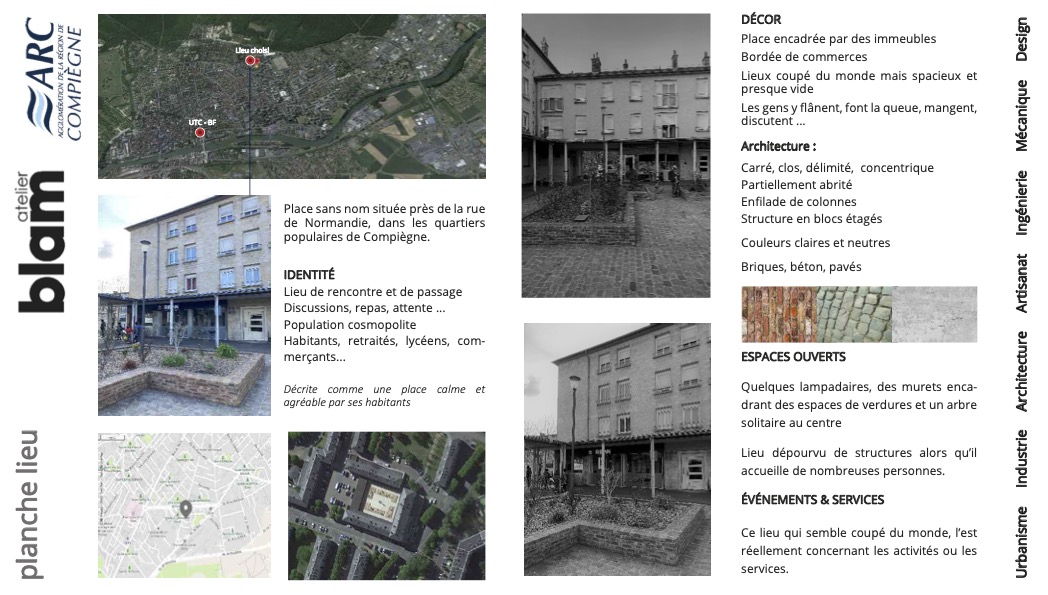 ARC
AGGLOMÉRATION DE LA RÉGION DE
COMPIÈGNE
atelier
blam
planche lieu
Lieu choisi
UTC - BF
Place sans nom située près de la rue
de Normandie, dans les quartiers
populaires de Compiègne.
IDENTITÉ
Lieu de rencontre et de passage
Discussions, repas, attente ...
Population cosmopolite
Habitants, retraités, lycéens, com-
merçants...
Décrite comme une place calme et
agréable par ses habitants
DÉCOR
Place encadrée par des immeubles
Bordée de commerces
Lieux coupé du monde mais spacieux et
presque vide
Les gens y flânent, font la queue, mangent,
discutent ...
Architecture :
Carré, clos, délimité, concentrique
Partiellement abrité
Enfilade de colonnes
Structure en blocs étagés
Couleurs claires et neutres
Briques, béton, pavés
ESPACES OUVERTS
Quelques lampadaires, des murets enca-
drant des espaces de verdures et un arbre
solitaire au centre
Lieu dépourvu de structures alors qu'il
accueille de nombreuses personnes.
ÉVÉNEMENTS & SERVICES
Ce lieu qui semble coupé du monde, l'est
réellement concernant les activités ou les
services.
Urbanisme Industrie Architecture Artisanat Ingénierie Mécanique Design